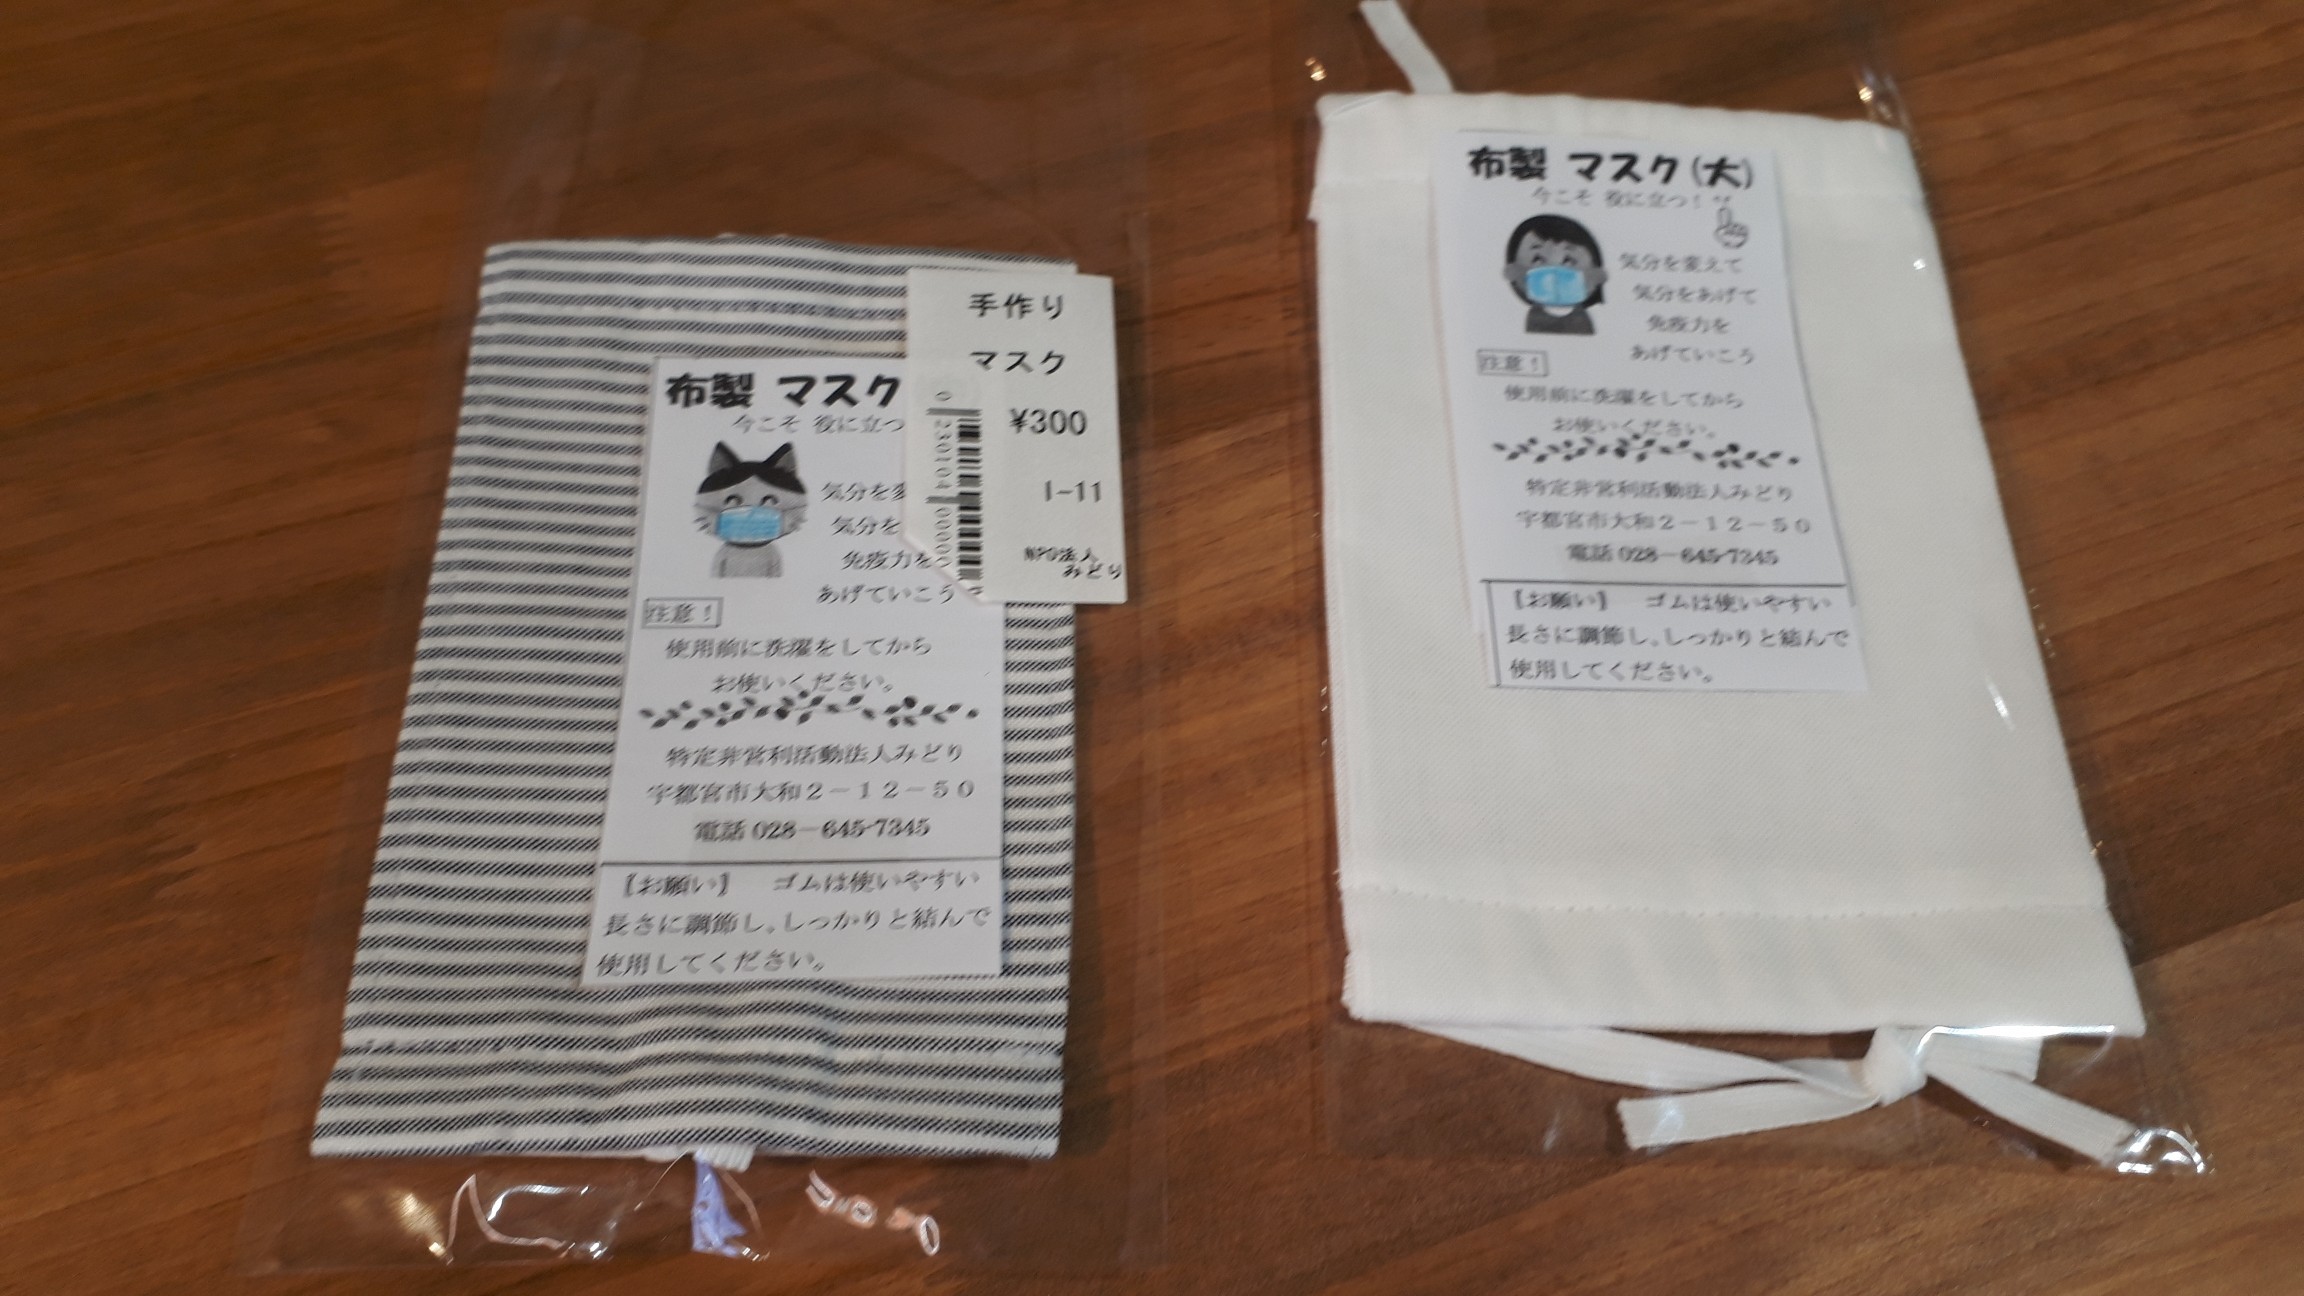 布製 マスク
今こそ 役に立つ
気分を変
気分を
免疫力を
あげていこう
注意！
使用前に洗濯をしてから
お使いください。
特定非営利活動法人みどり
宇都宮市大和２－１２－５０
電話 028－645-7345
【お願い】 ゴムは使いやすい
長さに調節し、しっかりと結んで
使用してください。
手作り
マスク
¥300
1-11
NPO法人
みどり
布製 マスク(大)
今こそ 役に立つ！
気分を変えて
気分をあげて
免疫力を
あげていこう
注意！
使用前に洗濯をしてから
お使いください。
特定非営利活動法人みどり
宇都宮市大和２－１２－５０
電話 028－645-7345
【お願い】 ゴムは使いやすい
長さに調節し、しっかりと結んで
使用してください。